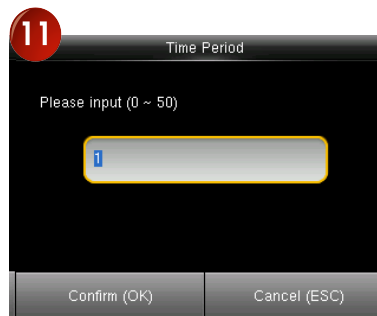 11
Time Period
Please input (0 ~ 50)
1
Confirm (OK)
Cancel (ESC)